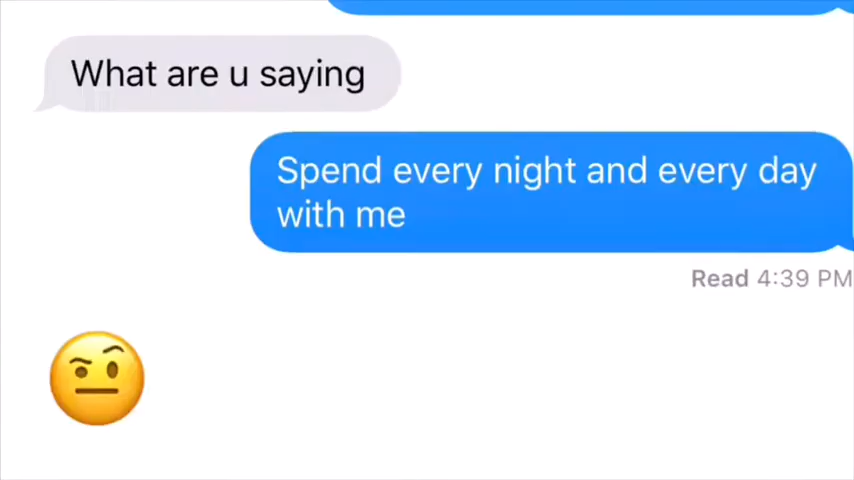 What are u saying
Spend every night and every day
with me
Read 4:39 PM